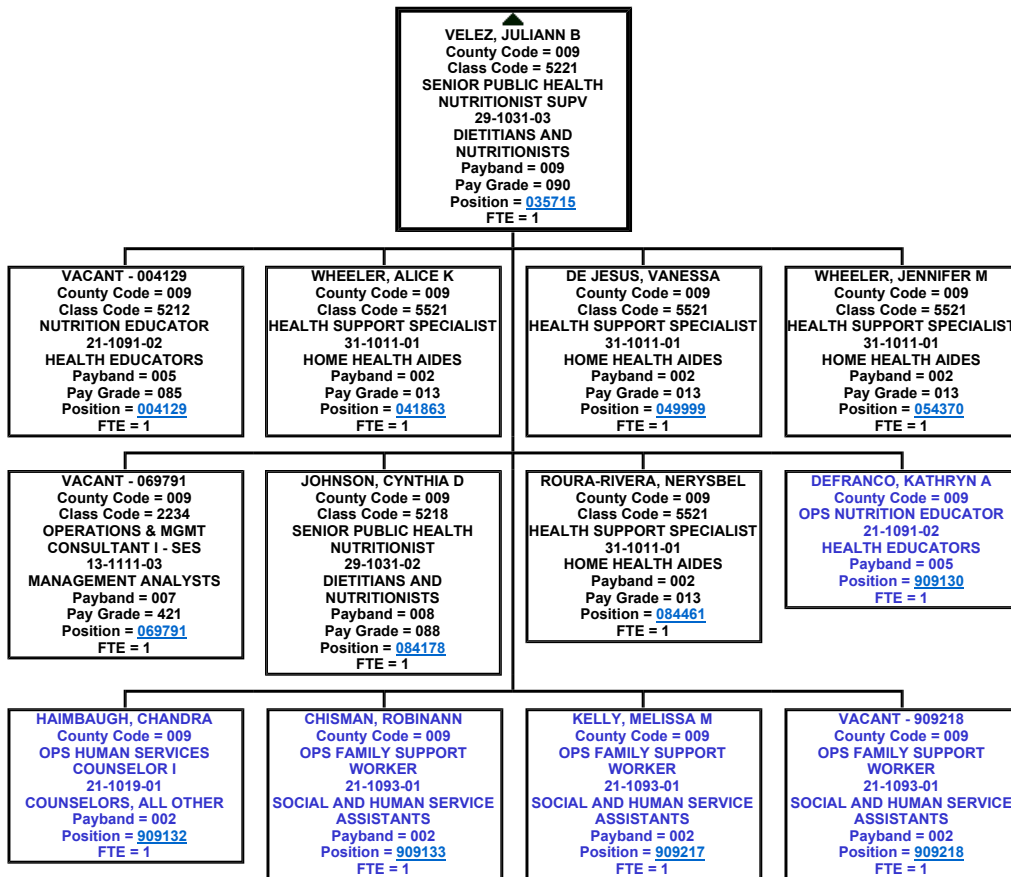 VELEZ, JULIANN B
County Code = 009
Class Code = 5221
SENIOR PUBLIC HEALTH
NUTRITIONIST SUPV
29-1031-03
DIETITIANS AND
NUTRITIONISTS
Payband = 009
Pay Grade = 090
Position = 035715
FTE = 1
VACANT - 004129
County Code = 009
Class Code = 5212
NUTRITION EDUCATOR
21-1091-02
HEALTH EDUCATORS
Payband = 005
Pay Grade = 085
Position = 004129
FTE = 1
WHEELER, ALICE K
County Code = 009
Class Code = 5521
HEALTH SUPPORT SPECIALIST
31-1011-01
HOME HEALTH AIDES
Payband = 002
Pay Grade = 013
Position = 041863
FTE = 1
DE JESUS, VANESSA
County Code = 009
Class Code = 5521
HEALTH SUPPORT SPECIALIST
31-1011-01
HOME HEALTH AIDES
Payband = 002
Pay Grade = 013
Position = 049999
FTE = 1
WHEELER, JENNIFER M
County Code = 009
Class Code = 5521
HEALTH SUPPORT SPECIALIST
31-1011-01
HOME HEALTH AIDES
Payband = 002
Pay Grade = 013
Position = 054370
FTE = 1
VACANT - 069791
County Code = 009
Class Code = 2234
OPERATIONS & MGMT
CONSULTANT I - SES
13-1111-03
MANAGEMENT ANALYSTS
Payband = 007
Pay Grade = 421
Position = 069791
FTE = 1
JOHNSON, CYNTHIA D
County Code = 009
Class Code = 5218
SENIOR PUBLIC HEALTH
NUTRITIONIST
29-1031-02
DIETITIANS AND
NUTRITIONISTS
Payband = 008
Pay Grade = 088
Position = 084178
FTE = 1
ROURA-RIVERA, NERYSBEL
County Code = 009
Class Code = 5521
HEALTH SUPPORT SPECIALIST
31-1011-01
HOME HEALTH AIDES
Payband = 002
Pay Grade = 013
Position = 084461
FTE = 1
DEFRANCO, KATHRYN A
County Code = 009
OPS NUTRITION EDUCATOR
21-1091-02
HEALTH EDUCATORS
Payband = 005
Position = 909130
FTE = 1
HAIMBAUGH, CHANDRA
County Code = 009
OPS HUMAN SERVICES
COUNSELOR I
21-1019-01
COUNSELORS, ALL OTHER
Payband = 002
Position = 909132
FTE = 1
CHISMAN, ROBINANN
County Code = 009
OPS FAMILY SUPPORT
WORKER
21-1093-01
SOCIAL AND HUMAN SERVICE
ASSISTANTS
Payband = 002
Position = 909133
FTE = 1
KELLY, MELISSA M
County Code = 009
OPS FAMILY SUPPORT
WORKER
21-1093-01
SOCIAL AND HUMAN SERVICE
ASSISTANTS
Payband = 002
Position = 909217
FTE = 1
VACANT - 909218
County Code = 009
OPS FAMILY SUPPORT
WORKER
21-1093-01
SOCIAL AND HUMAN SERVICE
ASSISTANTS
Payband = 002
Position = 909218
FTE = 1